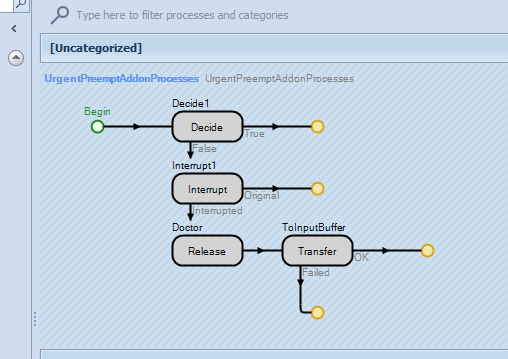 Type here to filter processes and categories
[Uncategorized]
UrgentPreemptAddonProcesses UrgentPreemptAddonProcesses
Begin
Decide1
Decide
True
False
Interrupt1
Interrupt
Original
Interrupted
Doctor
ToInputBuffer
Release
Transfer
OK
Failed